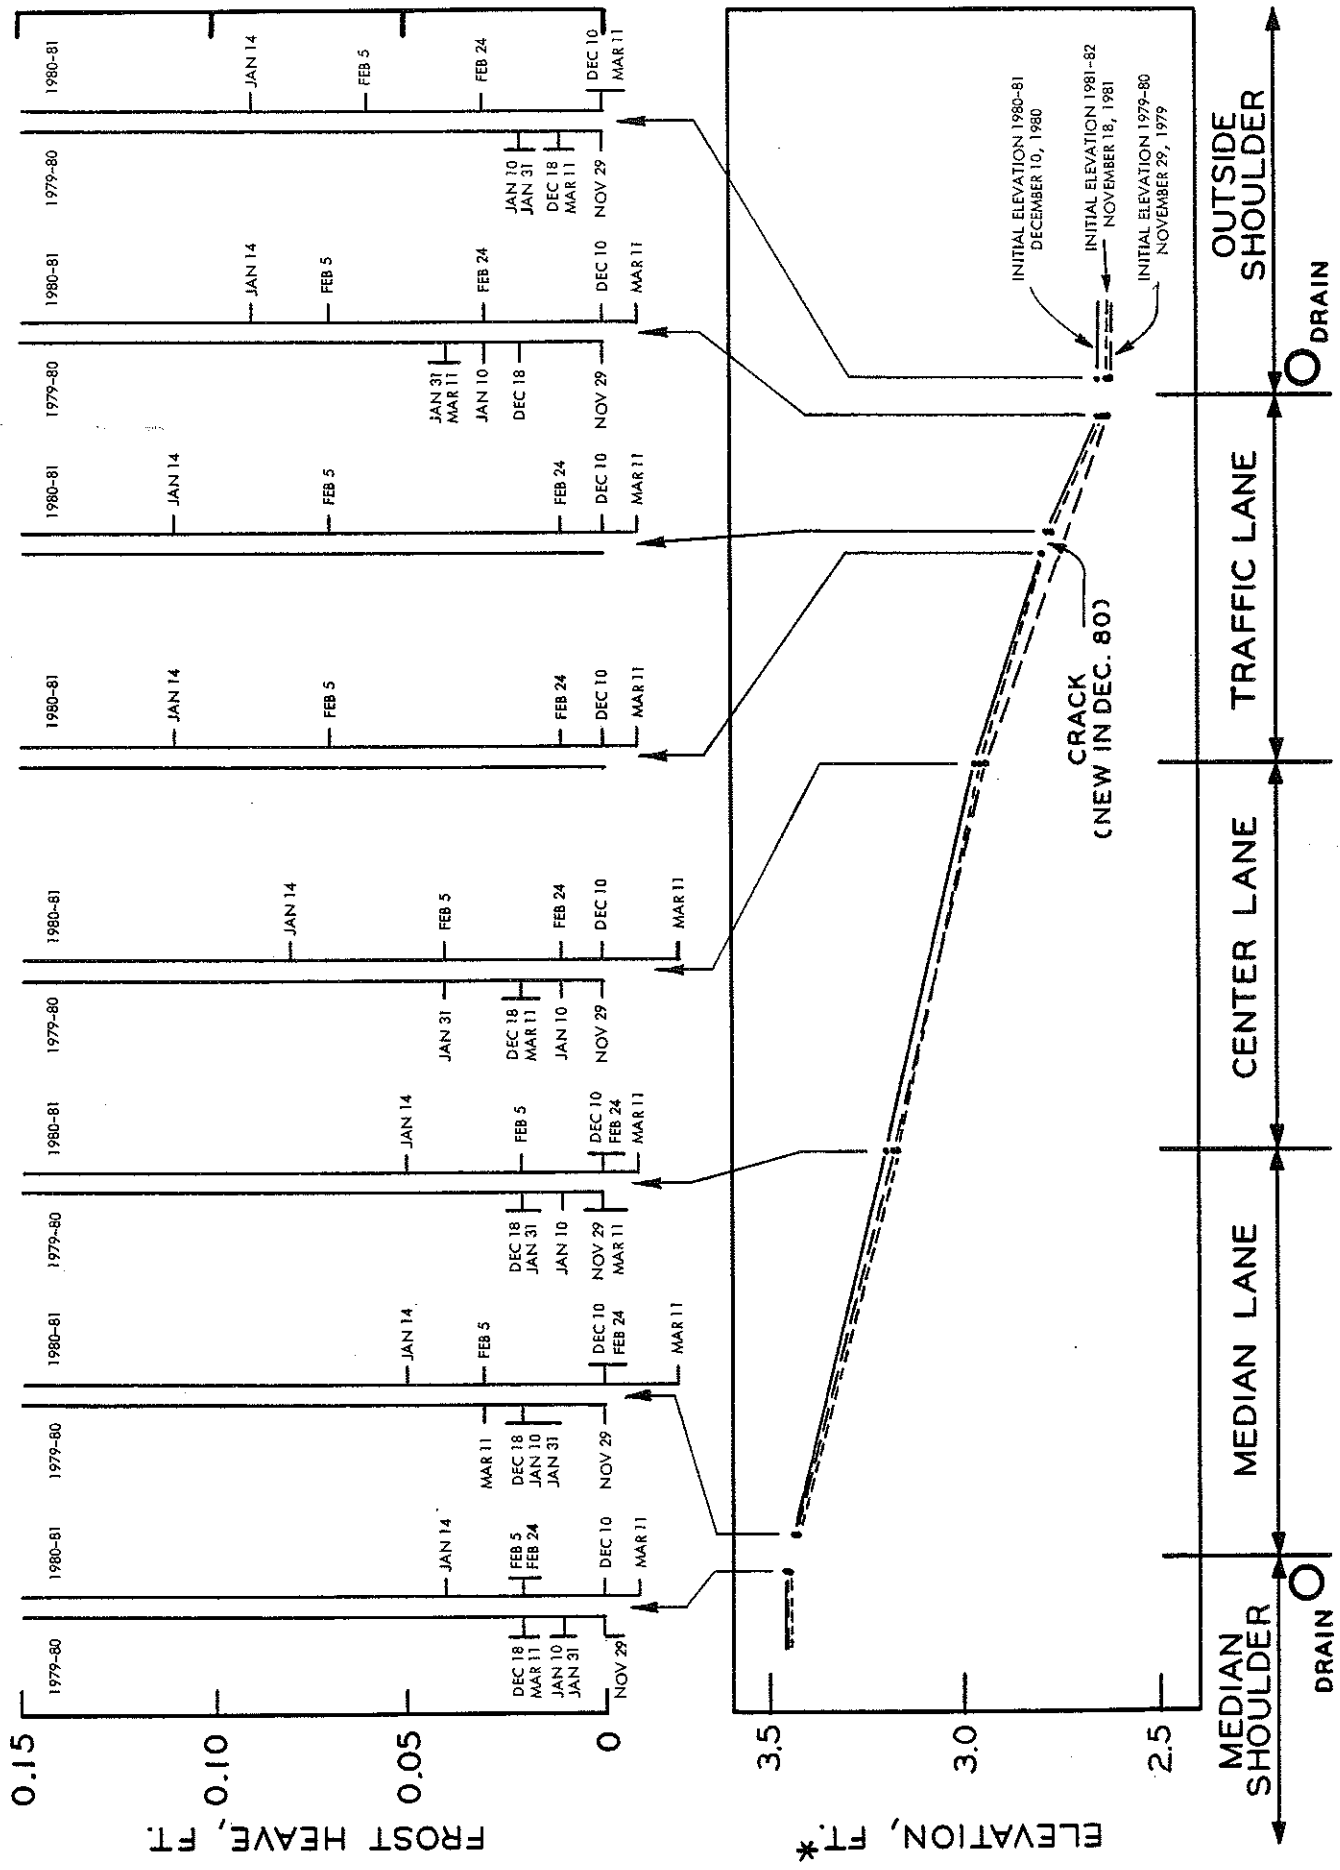 FROST HEAVE, FT.
0.15
0.10
0.05
0
1979-80
DEC 18
MAR 11
JAN 10
JAN 31
NOV 29
1980-81
JAN 14
FEB 5
FEB 24
DEC 10
MAR 11
1979-80
MAR 11
DEC 18
JAN 10
JAN 31
NOV 29
1980-81
JAN 14
FEB 5
DEC 10
FEB 24
MAR 11
1979-80
DEC 18
JAN 31
JAN 10
NOV 29
MAR 11
1980-81
JAN 14
FEB 5
DEC 10
FEB 24
MAR 11
1979-80
JAN 31
DEC 18
MAR 11
JAN 10
NOV 29
1980-81
JAN 14
FEB 5
FEB 24
DEC 10
MAR 11
1980-81
JAN 14
FEB 5
FEB 24
DEC 10
MAR 11
1980-81
JAN 14
FEB 5
FEB 24
DEC 10
MAR 11
1979-80
JAN 31
MAR 11
JAN 10
DEC 18
NOV 29
1980-81
JAN 14
FEB 5
FEB 24
DEC 10
MAR 11
1979-80
JAN 10
JAN 31
DEC 18
MAR 11
NOV 29
1980-81
JAN 14
FEB 5
FEB 24
DEC 10
MAR 11
ELEVATION, FT.*
3.5
3.0
2.5
CRACK
(NEW IN DEC. 80)
INITIAL ELEVATION 1980-81
DECEMBER 10, 1980
INITIAL ELEVATION 1981-82
NOVEMBER 18, 1981
INITIAL ELEVATION 1979-80
NOVEMBER 29, 1979
MEDIAN
SHOULDER
MEDIAN LANE
CENTER LANE
TRAFFIC LANE
OUTSIDE
SHOULDER
DRAIN
DRAIN